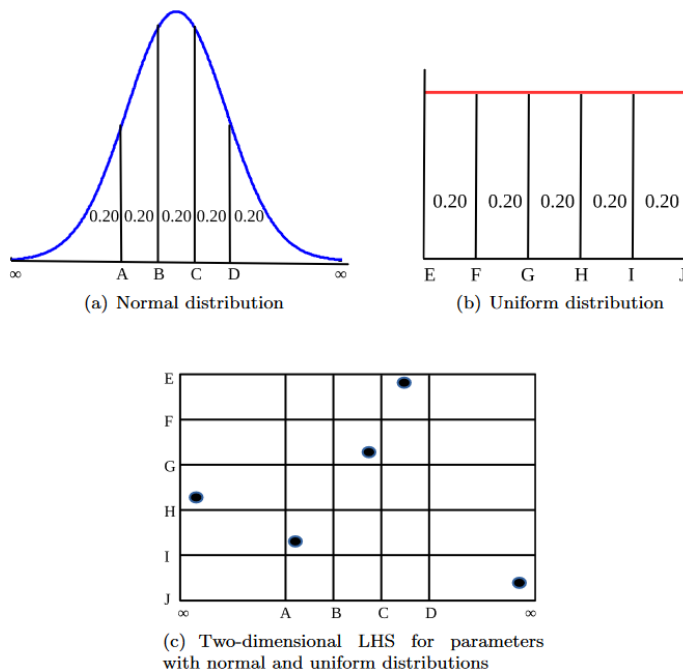 0.20 0.20 0.20 0.20 0.20
∞ A B C D ∞
(a) Normal distribution
0.20 0.20 0.20 0.20 0.20
E F G H I J
(b) Uniform distribution
E
F
G
H
I
J
∞ A B C D ∞
(c) Two-dimensional LHS for parameters
with normal and uniform distributions